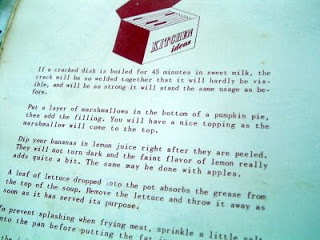 KITCHEN
ideas
If a cracked dish is boiled for 45 minutes in sweet milk, the
crack will be so welded together that it will hardly be vis-
ible, and will be so strong it will stand the same usage as be-
fore.
Put a layer of marshmallows in the bottom of a pumpkin pie,
then add the filling. You will have a nice topping as the
marshmallow will come to the top.
Dip your bananas in lemon juice right after they are peeled.
They will not turn dark and the faint flavor of lemon really
adds quite a bit. The same may be done with apples.
A leaf of lettuce dropped into the pot absorbs the grease from
the top of the soup. Remove the lettuce and throw it away as
soon as it has served its purpose.
To prevent splashing when frying meat, sprinkle a little salt
into the pan before putting the fat